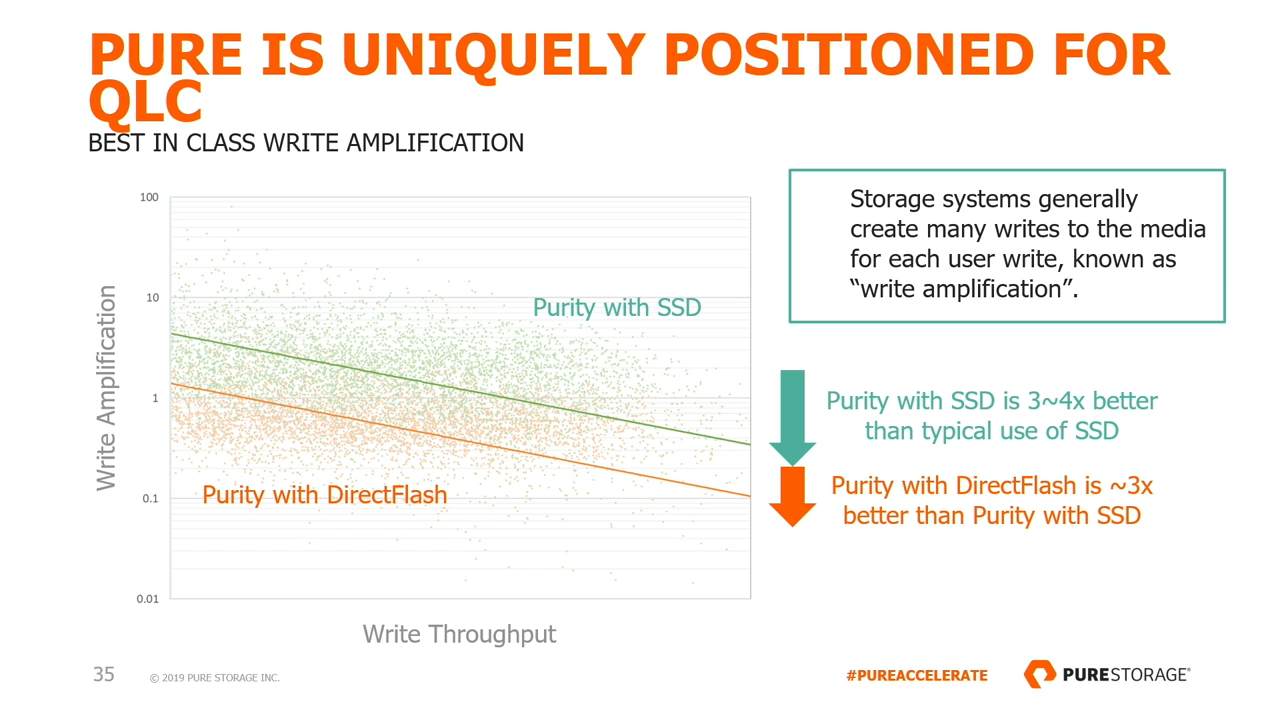 PURE IS UNIQUELY POSITIONED FOR
QLC
BEST IN CLASS WRITE AMPLIFICATION
Storage systems generally
create many writes to the media
for each user write, known as
“write amplification”.
100
10
1
0.1
0.01
Write Amplification
Purity with SSD
Purity with DirectFlash
Write Throughput
Purity with SSD is 3~4x better
than typical use of SSD
Purity with DirectFlash is ~3x
better than Purity with SSD
35
© 2019 PURE STORAGE INC.
#PUREACCELERATE
PURESTORAGE®